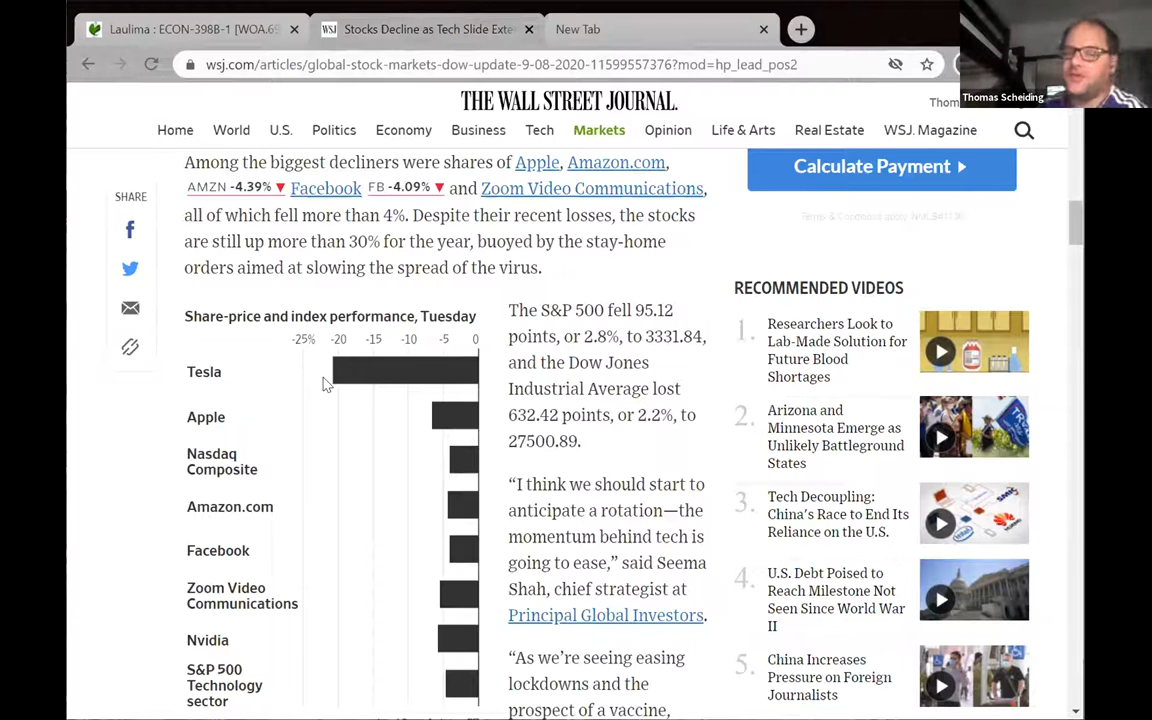 Laulima : ECON-398B-1 [WOA.69
WSJ
Stocks Decline as Tech Slide Exte
New Tab
wsj.com/articles/global-stock-markets-dow-update-9-08-2020-11599557376?mod=hp_lead_pos2
Thomas Scheiding
THE WALL STREET JOURNAL.
Thom
Home World U.S. Politics Economy Business Tech Markets Opinion Life & Arts Real Estate WSJ. Magazine
SHARE
Among the biggest decliners were shares of Apple, Amazon.com,
AMZN -4.39% ▼ Facebook FB -4.09% ▼ and Zoom Video Communications,
all of which fell more than 4%. Despite their recent losses, the stocks
are still up more than 30% for the year, buoyed by the stay-home
orders aimed at slowing the spread of the virus.
Share-price and index performance, Tuesday
-25% -20 -15 -10 -5 0
Tesla
Apple
Nasdaq
Composite
Amazon.com
Facebook
Zoom Video
Communications
Nvidia
S&P 500
Technology
sector
The S&P 500 fell 95.12
points, or 2.8%, to 3331.84,
and the Dow Jones
Industrial Average lost
632.42 points, or 2.2%, to
27500.89.
“I think we should start to
anticipate a rotation—the
momentum behind tech is
going to ease,” said Seema
Shah, chief strategist at
Principal Global Investors.
“As we’re seeing easing
lockdowns and the
prospect of a vaccine,
Calculate Payment
Terms & Conditions apply. NMLS#1136
RECOMMENDED VIDEOS
1. Researchers Look to
Lab-Made Solution for
Future Blood
Shortages
2. Arizona and
Minnesota Emerge as
Unlikely Battleground
States
3. Tech Decoupling:
China's Race to End Its
Reliance on the U.S.
4. U.S. Debt Poised to
Reach Milestone Not
Seen Since World War
II
5. China Increases
Pressure on Foreign
Journalists